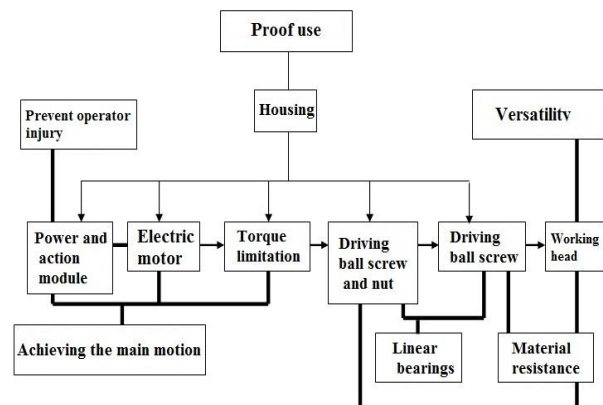 Proof use
Prevent operator
injury
Housing
Versatility
Power and
action
module
Electric
motor
Torque
limitation
Driving
ball screw
and nut
Driving
ball screw
Working
head
Achieving the main motion
Linear
bearings
Material
resistance